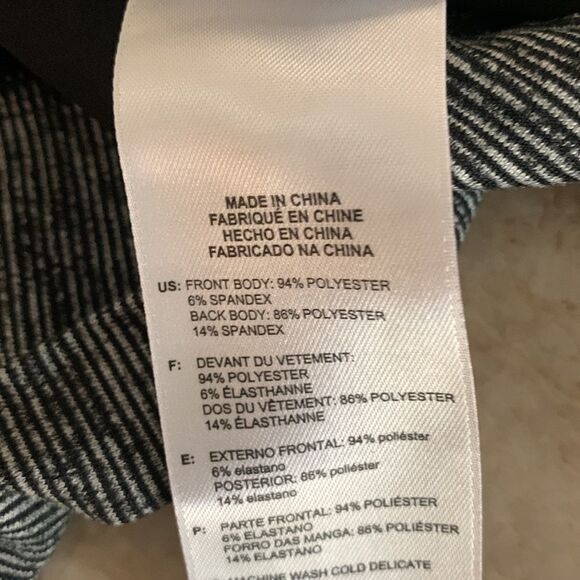 MADE IN CHINA
FABRIQUÉ EN CHINE
HECHO EN CHINA
FABRICADO NA CHINA
US: FRONT BODY: 94% POLYESTER
6% SPANDEX
BACK BODY: 86% POLYESTER
14% SPANDEX
F: DEVANT DU VETEMENT:
94% POLYESTER
6% ÉLASTHANNE
DOS DU VÊTEMENT: 86% POLYESTER
14% ÉLASTHANNE
E: EXTERNO FRONTAL: 94% poliéster
6% elastano
POSTERIOR: 86% poliéster
14% elastano
P: PARTE FRONTAL: 94% POLIÉSTER
6% ELASTANO
FORRO DAS MANGA: 86% POLIÉSTER
14% ELASTANO
MACHINE WASH COLD DELICATE